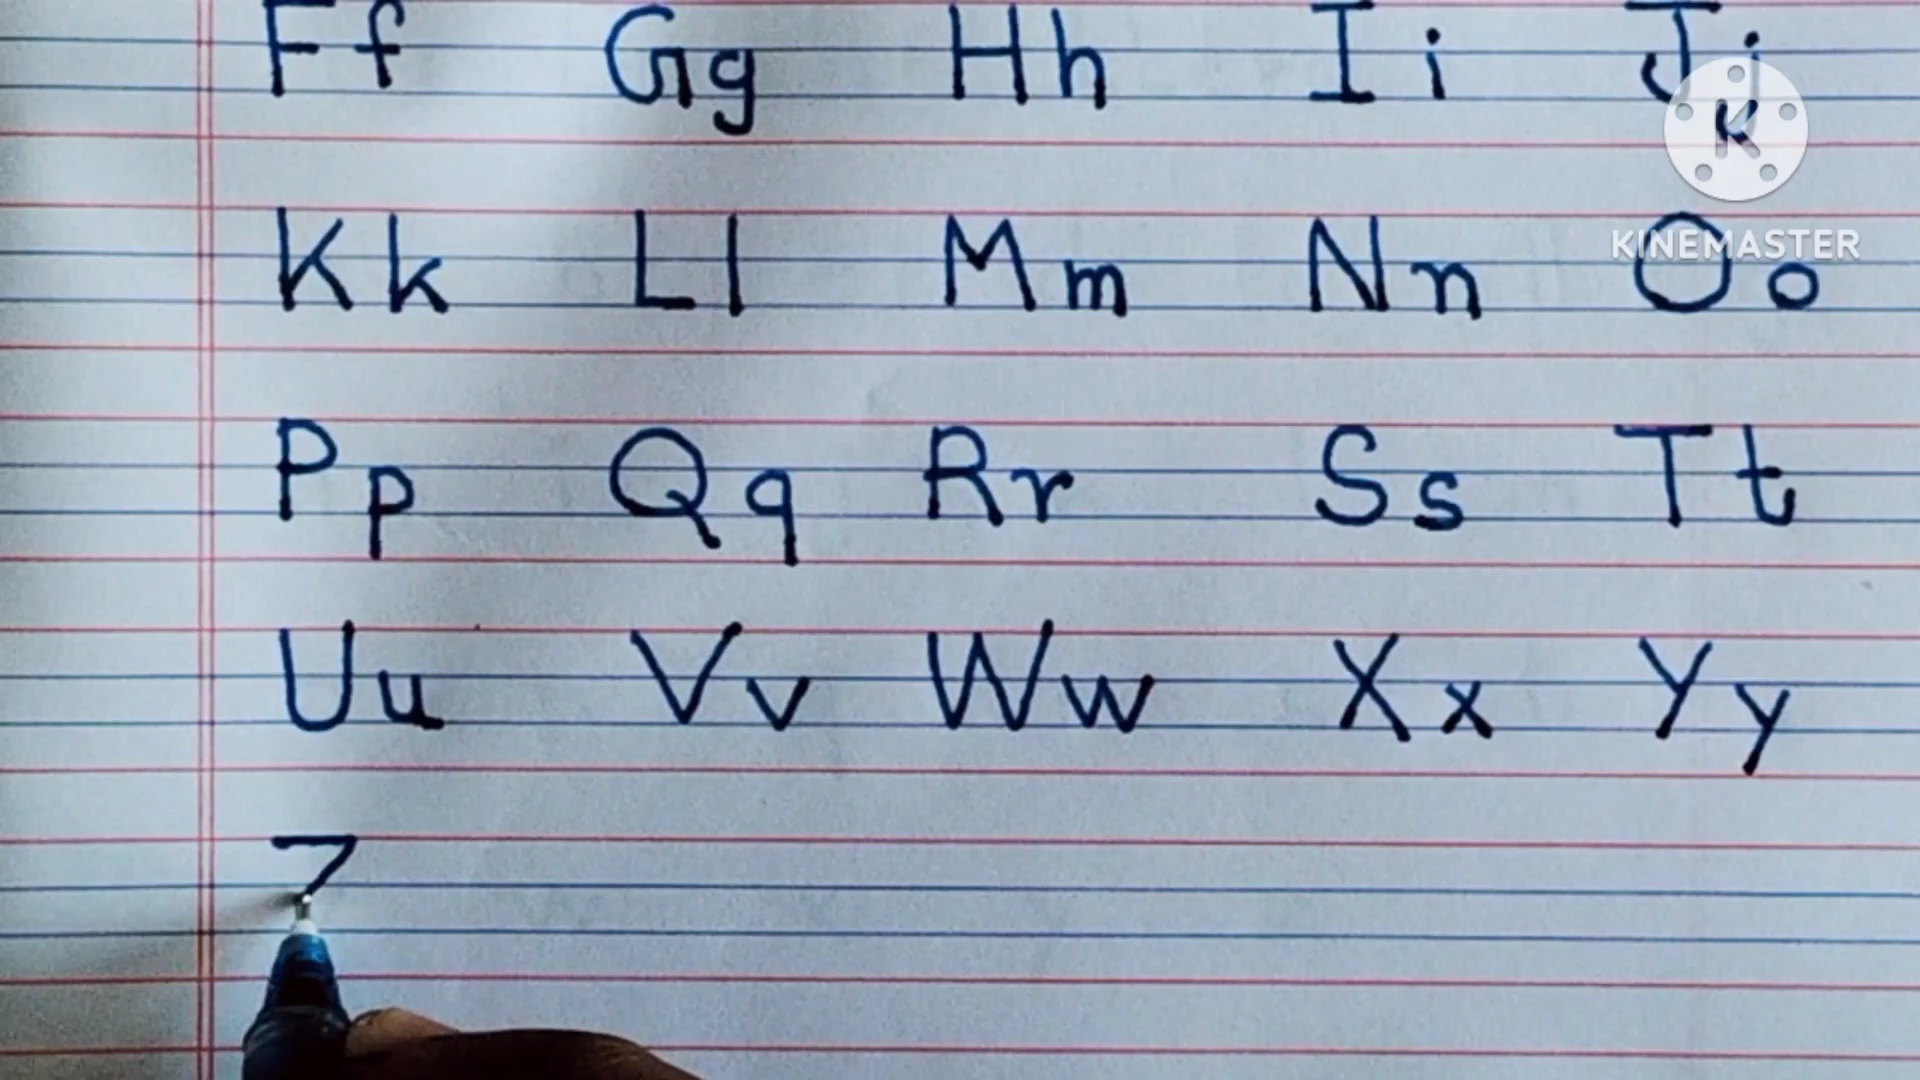 Ff Gg Hh Ii Jj
K
KINEMASTER
Kk Ll Mm Nn Oo
Pp Qq Rr Ss Tt
Uu Vv Ww Xx Yy